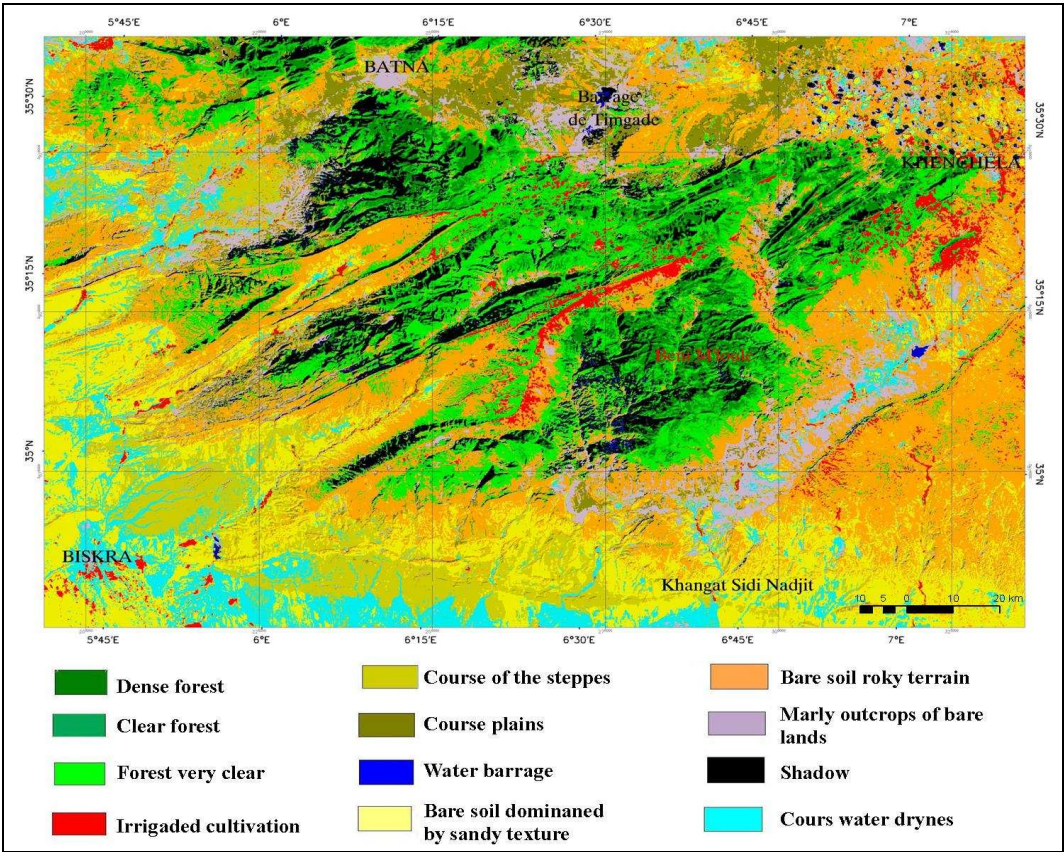 5°45'E 6°E 6°15'E 6°30'E 6°45'E 7°E
35°30'N 35°30'N
35°15'N 35°15'N
35°N 35°N
BATNA
Barrage
de Timgade
KHENCHELA
BISKRA
Khangat Sidi Nadjit
10 5 0 10 20 km
5°45'E 6°E 6°15'E 6°30'E 6°45'E 7°E
Dense forest
Clear forest
Forest very clear
Irrigaded cultivation
Course of the steppes
Course plains
Water barrage
Bare soil dominaned
by sandy texture
Bare soil roky terrain
Marly outcrops of bare
lands
Shadow
Cours water drynes